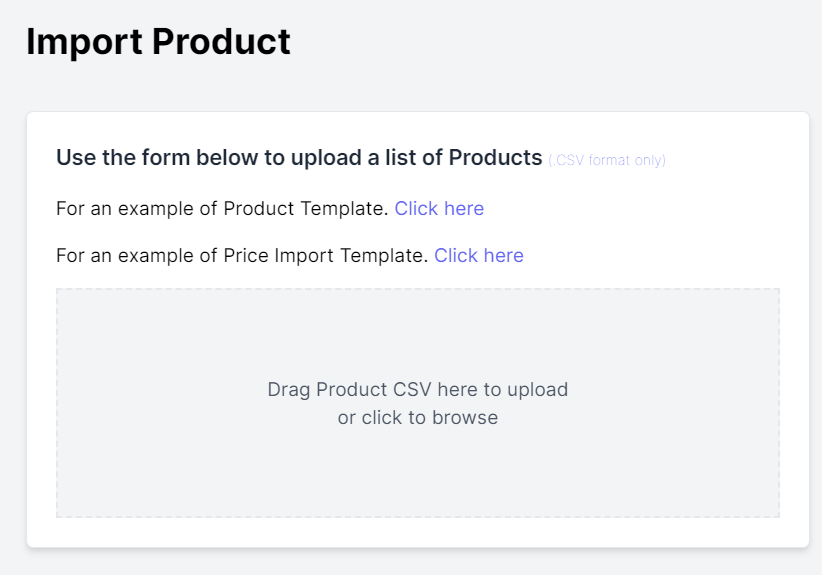 Import Product
Use the form below to upload a list of Products (.CSV format only)
For an example of Product Template. Click here
For an example of Price Import Template. Click here
Drag Product CSV here to upload
or click to browse